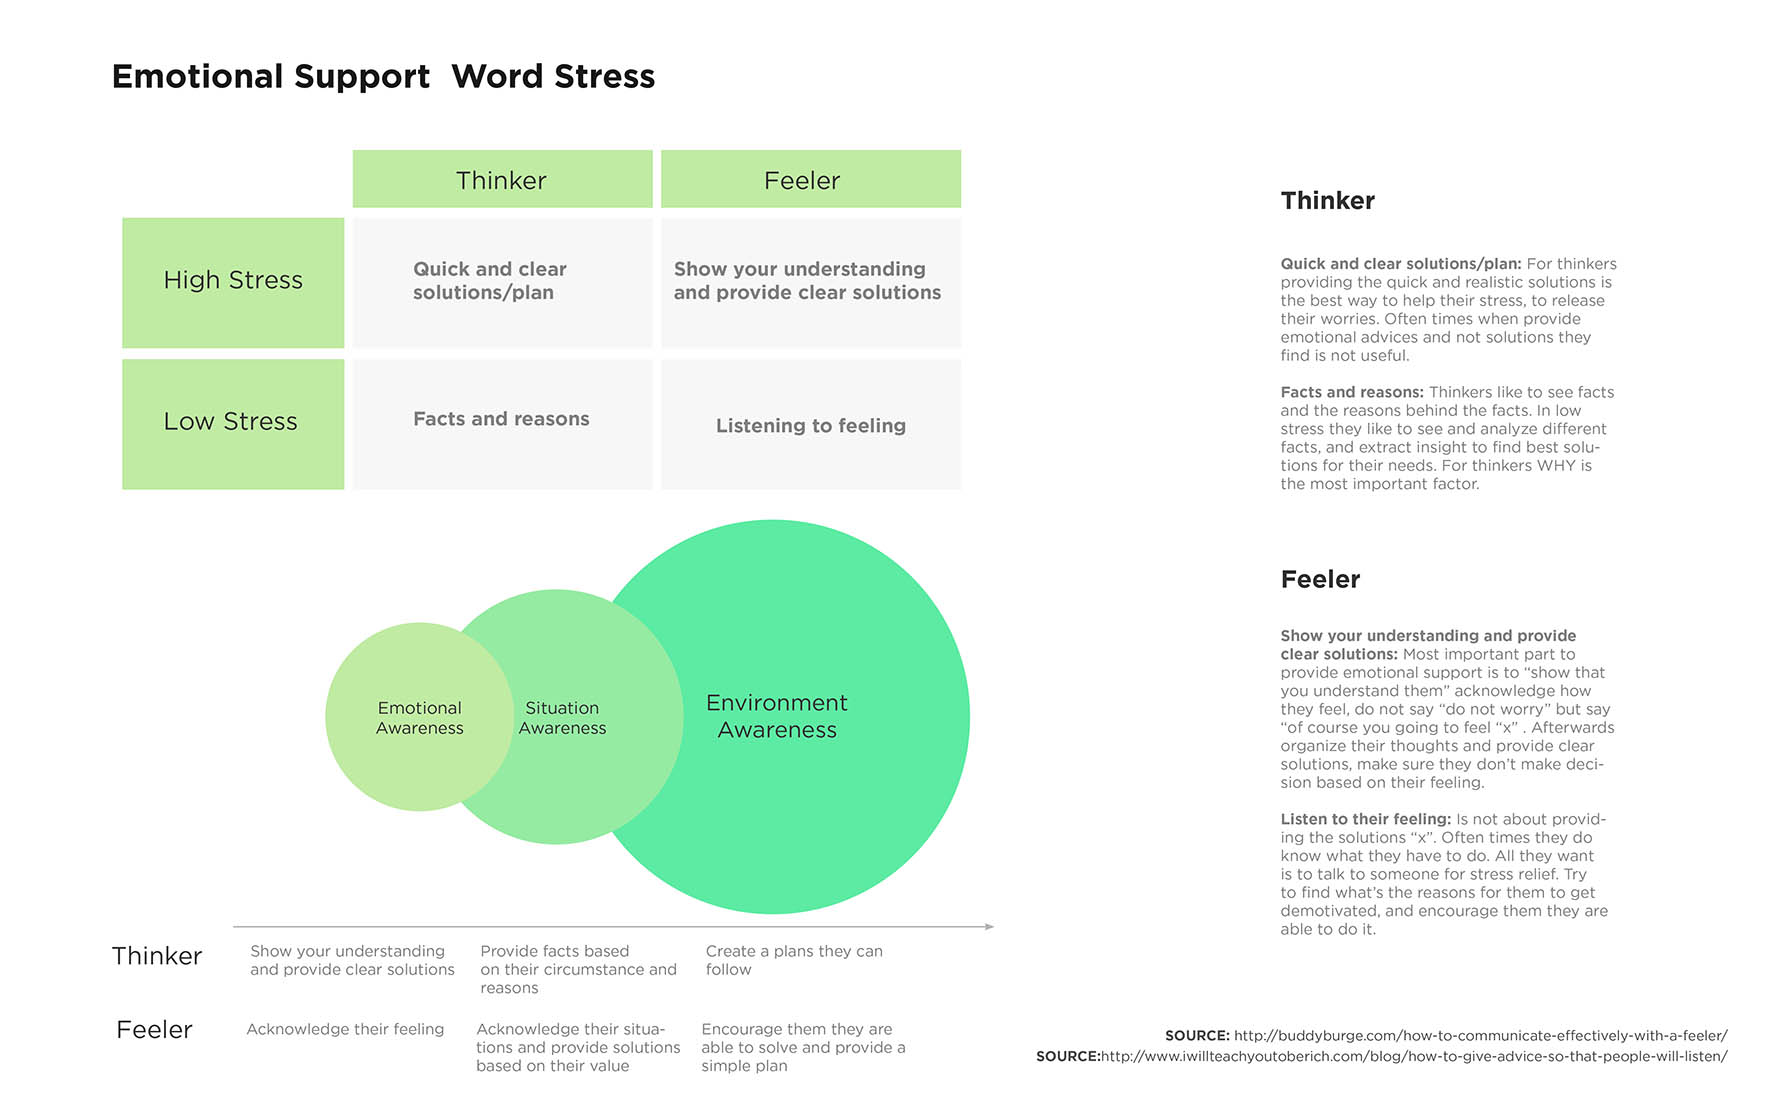 Emotional Support  Word Stress
Thinker
Feeler
High Stress
Quick and clear
solutions/plan
Show your understanding
and provide clear solutions
Low Stress
Facts and reasons
Listening to feeling
Emotional
Awareness
Situation
Awareness
Environment
Awareness
Thinker
Show your understanding
and provide clear solutions
Provide facts based
on their circumstance and
reasons
Create a plans they can
follow
Feeler
Acknowledge their feeling
Acknowledge their situa-
tions and provide solutions
based on their value
Encourage them they are
able to solve and provide a
simple plan
Thinker
Quick and clear solutions/plan: For thinkers
providing the quick and realistic solutions is
the best way to help their stress, to release
their worries. Often times when provide
emotional advices and not solutions they
find is not useful.
Facts and reasons: Thinkers like to see facts
and the reasons behind the facts. In low
stress they like to see and analyze different
facts, and extract insight to find best solu-
tions for their needs. For thinkers WHY is
the most important factor.
Feeler
Show your understanding and provide
clear solutions: Most important part to
provide emotional support is to “show that
you understand them” acknowledge how
they feel, do not say “do not worry” but say
“of course you going to feel “x” . Afterwards
organize their thoughts and provide clear
solutions, make sure they don’t make deci-
sion based on their feeling.
Listen to their feeling: Is not about provid-
ing the solutions “x”. Often times they do
know what they have to do. All they want
is to talk to someone for stress relief. Try
to find what’s the reasons for them to get
demotivated, and encourage them they are
able to do it.
SOURCE: http://buddyburge.com/how-to-communicate-effectively-with-a-feeler/
SOURCE:http://www.iwillteachyoutoberich.com/blog/how-to-give-advice-so-that-people-will-listen/